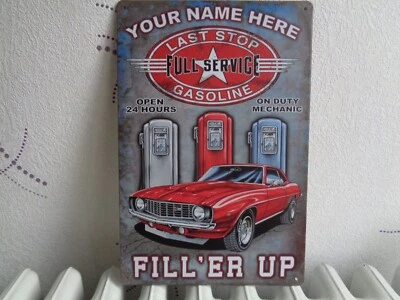 YOUR NAME HERE
LAST STOP
FULL SERVICE
GASOLINE
OPEN
24 HOURS
ON DUTY
MECHANIC
FILL'ER UP